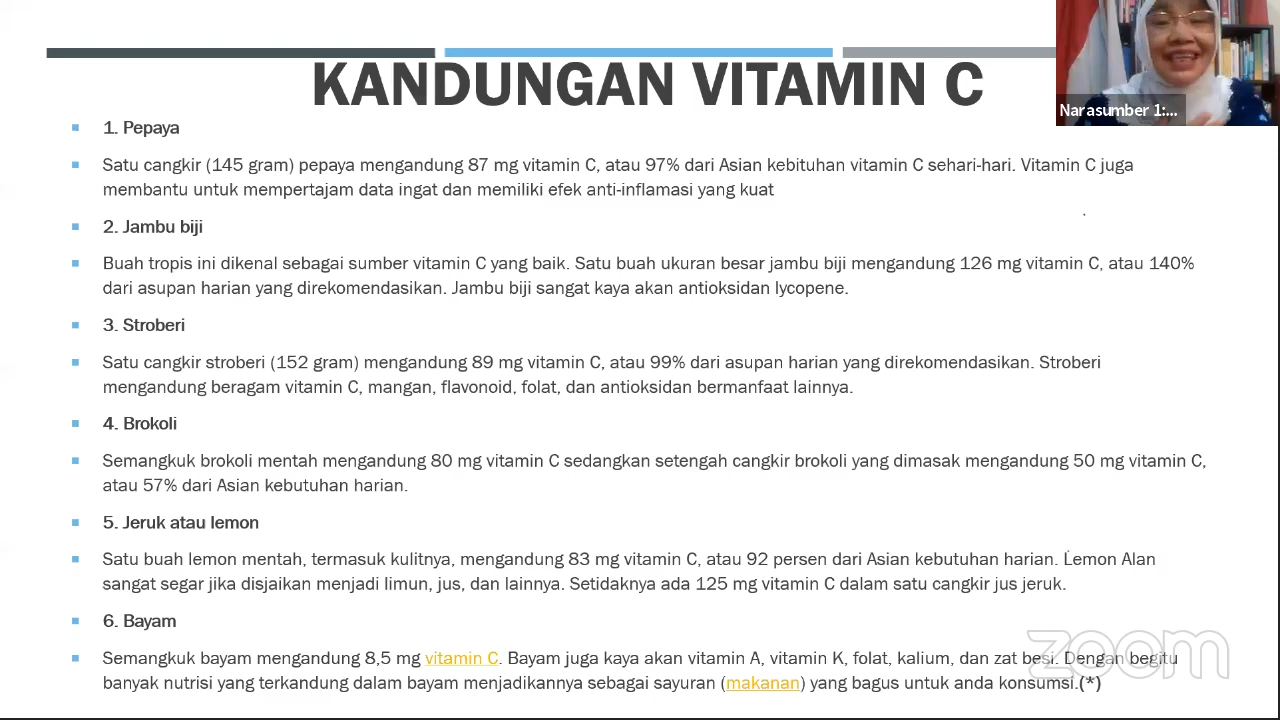 KANDUNGAN VITAMIN C
Narasumber 1:...
1. Pepaya
Satu cangkir (145 gram) pepaya mengandung 87 mg vitamin C, atau 97% dari Asian kebituhan vitamin C sehari-hari. Vitamin C juga
membantu untuk mempertajam data ingat dan memiliki efek anti-inflamasi yang kuat
2. Jambu biji
Buah tropis ini dikenal sebagai sumber vitamin C yang baik. Satu buah ukuran besar jambu biji mengandung 126 mg vitamin C, atau 140%
dari asupan harian yang direkomendasikan. Jambu biji sangat kaya akan antioksidan lycopene.
3. Stroberi
Satu cangkir stroberi (152 gram) mengandung 89 mg vitamin C, atau 99% dari asupan harian yang direkomendasikan. Stroberi
mengandung beragam vitamin C, mangan, flavonoid, folat, dan antioksidan bermanfaat lainnya.
4. Brokoli
Semangkuk brokoli mentah mengandung 80 mg vitamin C sedangkan setengah cangkir brokoli yang dimasak mengandung 50 mg vitamin C,
atau 57% dari Asian kebutuhan harian.
5. Jeruk atau lemon
Satu buah lemon mentah, termasuk kulitnya, mengandung 83 mg vitamin C, atau 92 persen dari Asian kebutuhan harian. Lemon Alan
sangat segar jika disjaikan menjadi limun, jus, dan lainnya. Setidaknya ada 125 mg vitamin C dalam satu cangkir jus jeruk.
6. Bayam
Semangkuk bayam mengandung 8,5 mg vitamin C. Bayam juga kaya akan vitamin A, vitamin K, folat, kalium, dan zat besi. Dengan begitu
banyak nutrisi yang terkandung dalam bayam menjadikannya sebagai sayuran (makanan) yang bagus untuk anda konsumsi.(*)
zoom